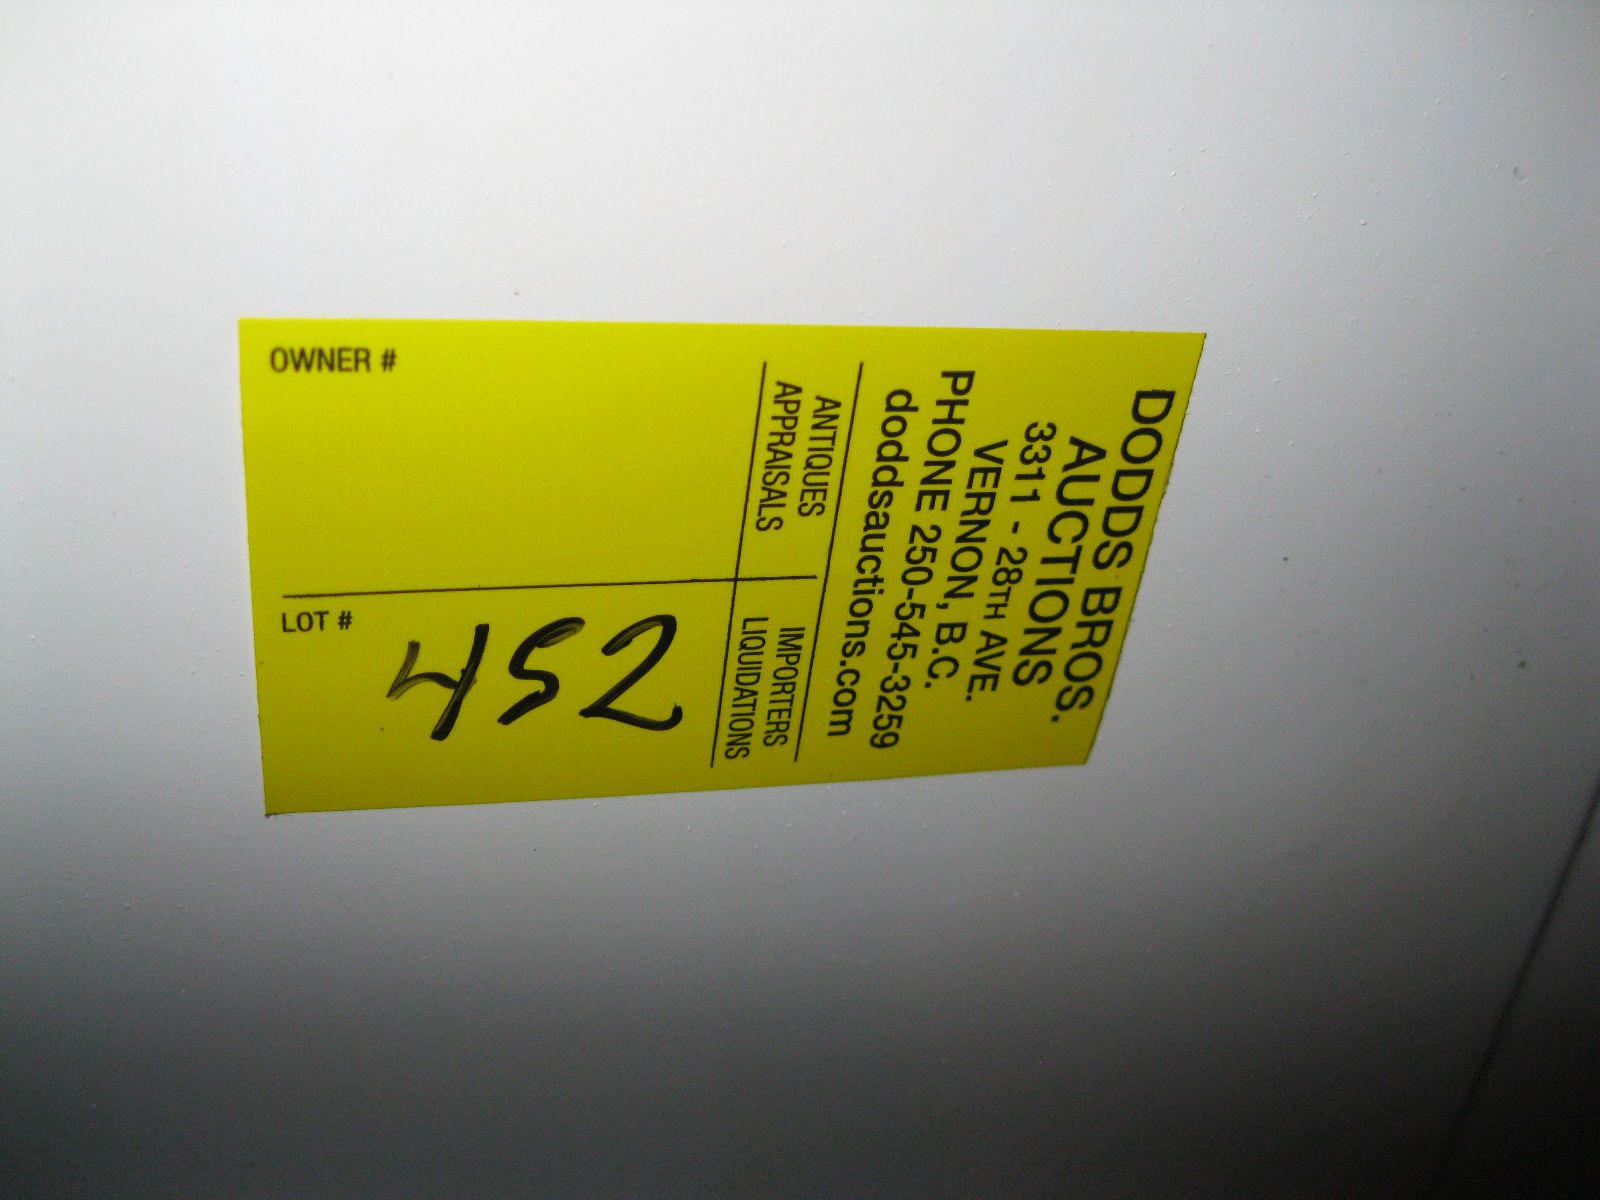 DODDS BROS.
AUCTIONS
3311 - 28TH AVE.
VERNON, B.C.
PHONE 250-545-3259
doddsauctions.com
ANTIQUES
APPRAISALS
IMPORTERS
LIQUIDATIONS
OWNER #
LOT #
452